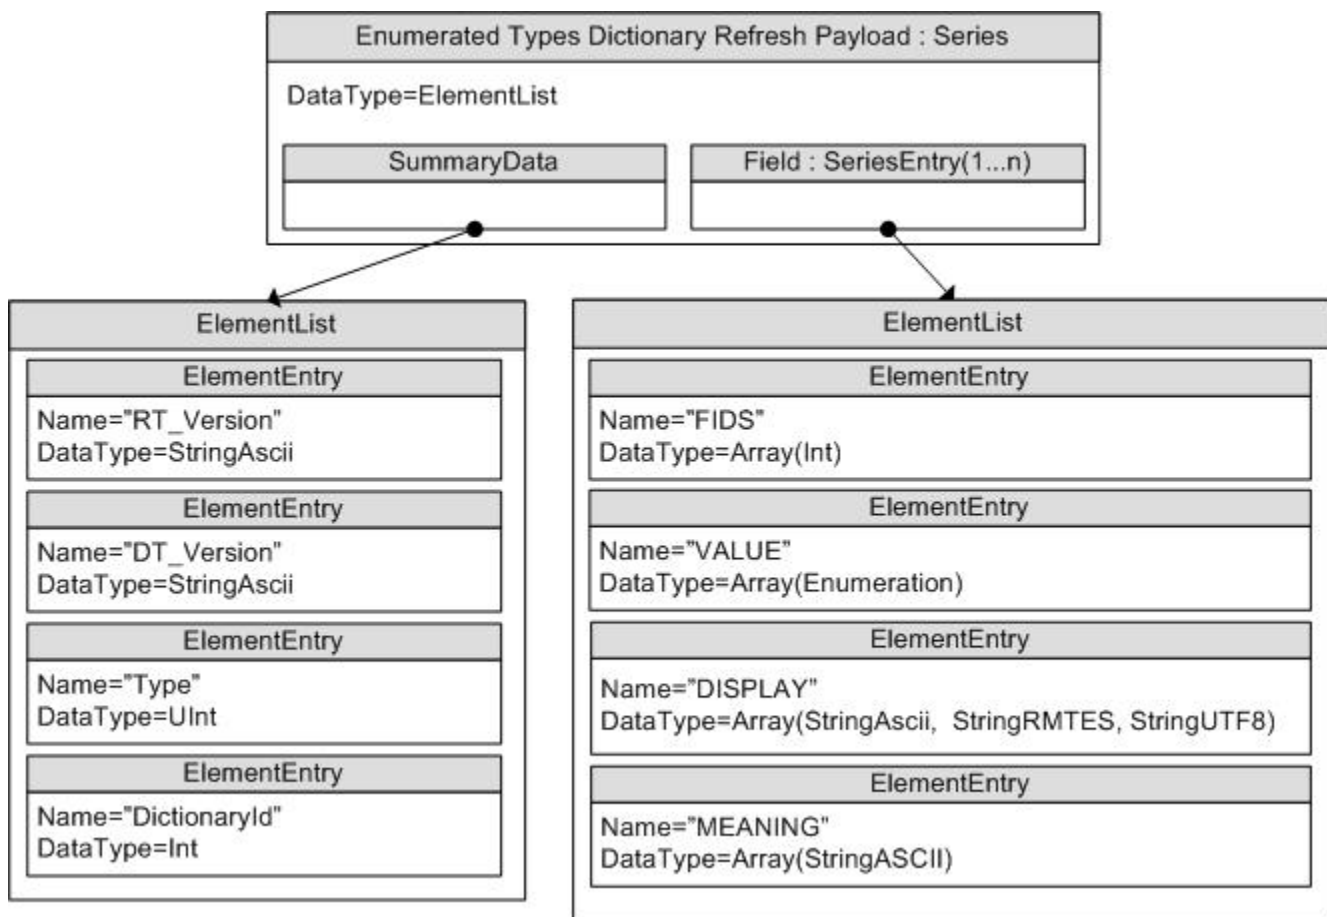 Enumerated Types Dictionary Refresh Payload : Series
DataType=ElementList
SummaryData
Field : SeriesEntry(1...n)
ElementList
ElementEntry
Name="RT_Version"
DataType=StringAscii
ElementEntry
Name="DT_Version"
DataType=StringAscii
ElementEntry
Name="Type"
DataType=UInt
ElementEntry
Name="DictionaryId"
DataType=Int
ElementList
ElementEntry
Name="FIDS"
DataType=Array(Int)
ElementEntry
Name="VALUE"
DataType=Array(Enumeration)
ElementEntry
Name="DISPLAY"
DataType=Array(StringAscii, StringRMTES, StringUTF8)
ElementEntry
Name="MEANING"
DataType=Array(StringASCII)